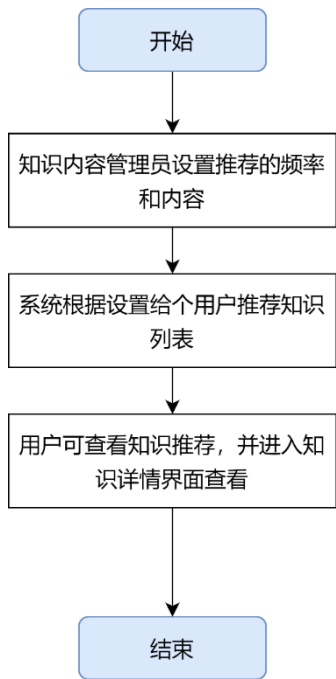 开始
知识内容管理员设置推荐的频率
和内容
系统根据设置给个用户推荐知识
列表
用户可查看知识推荐，并进入知
识详情界面查看
结束